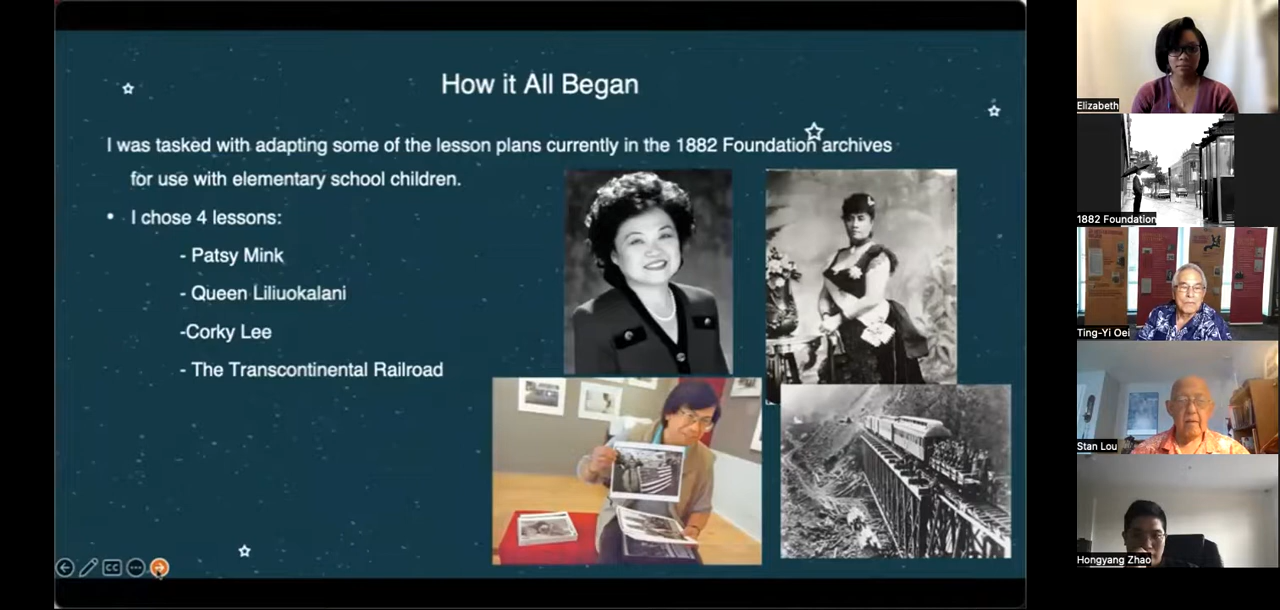 How it All Began
I was tasked with adapting some of the lesson plans currently in the 1882 Foundation archives
for use with elementary school children.
• I chose 4 lessons:
- Patsy Mink
- Queen Liliuokalani
-Corky Lee
- The Transcontinental Railroad
CC
Elizabeth
1882 Foundation
Ting-Yi Oei
Stan Lou
Hongyang Zhao